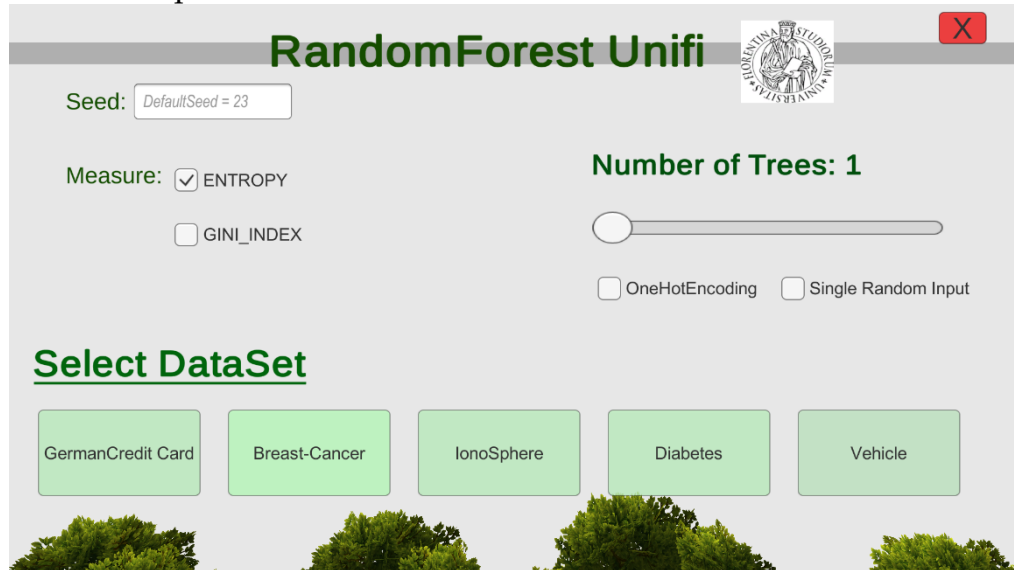 RandomForest Unifi
X
Seed: DefaultSeed = 23
Measure: ENTROPY
GINI_INDEX
Number of Trees: 1
OneHotEncoding Single Random Input
Select DataSet
GermanCredit Card Breast-Cancer IonoSphere Diabetes Vehicle